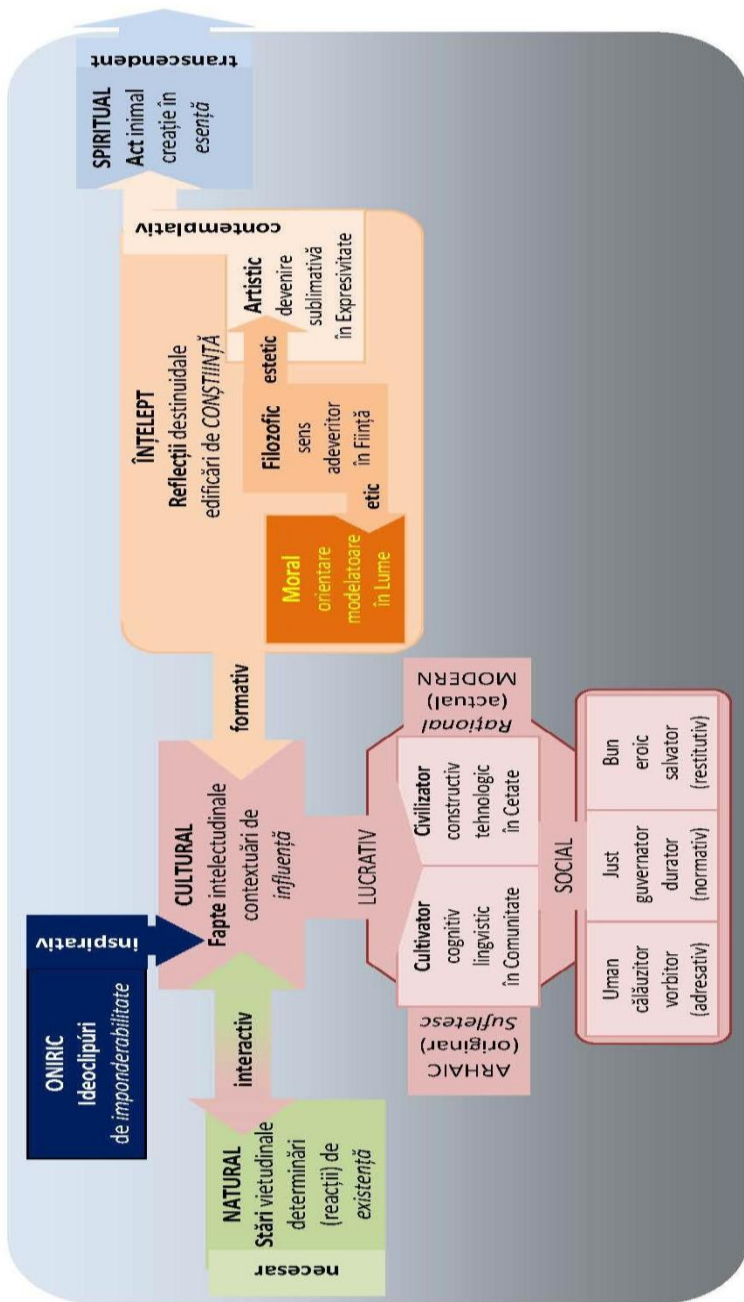 ONIRIC
Ideoclipuri
de imponderabilitate
inspirativ
NATURAL
Stări vietudinale
determinări
(reacții) de
existență
necesar
interactiv
CULTURAL
Fapte intelectudinale
contextuări de
influență
formativ
ÎNȚELEPT
Reflecții destinuidale
edificări de CONȘTIINȚĂ
Moral
orientare
modelatoare
în Lume
etic
Filozofic
sens
adeveritor
în Ființă
estetic
Artistic
devenire
sublimativă
în Expresivitate
contemplativ
SPIRITUAL
Act inimal
creație în
esență
transcendent
LUCRATIV
ARHAIC
(originar)
Sufletesc
Cultivator
cognitiv
lingvistic
în Comunitate
Civilizator
constructiv
tehnologic
în Cetate
Rațional
(actual)
MODERN
SOCIAL
Uman
călăuzitor
vorbitor
(adresativ)
Just
guvernator
durator
(normativ)
Bun
eroic
salvator
(restitutiv)